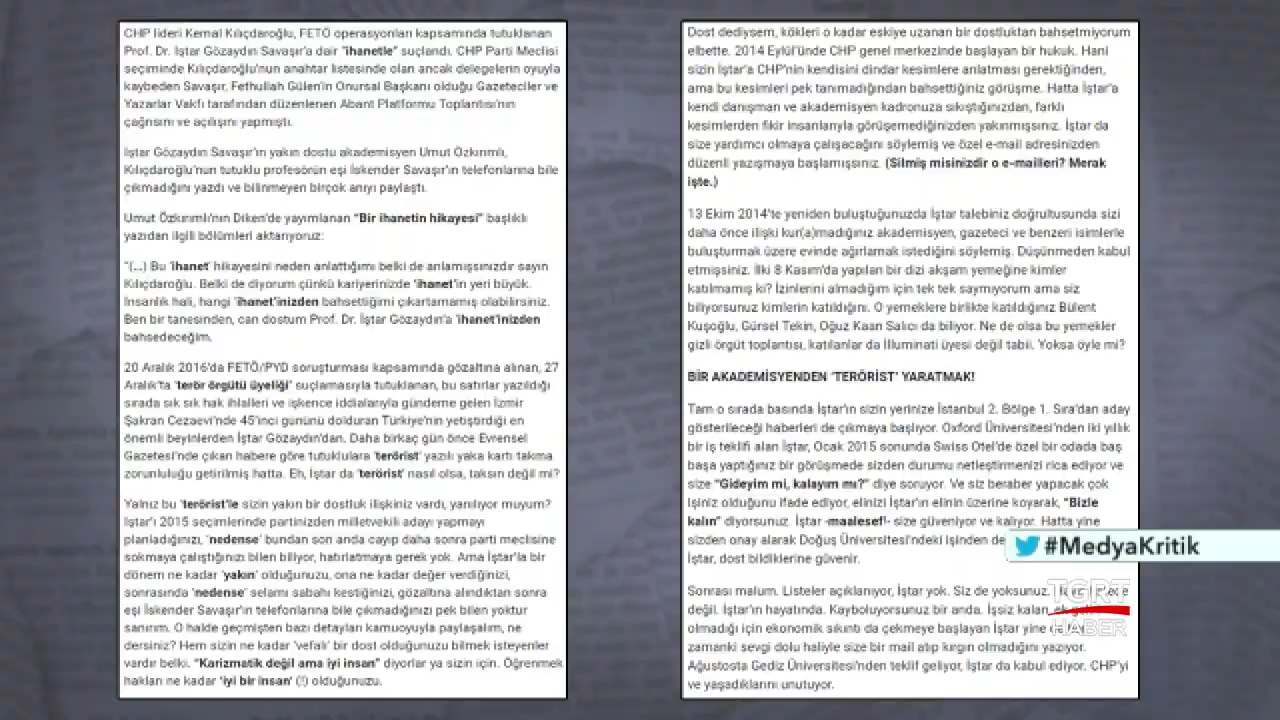 CHP lideri Kemal Kılıçdaroğlu, FETÖ operasyonları kapsamında tutuklanan
Prof. Dr. İştar Gözaydın Savaşır'a dair "ihanetle" suçlandı. CHP Parti Meclisi
seçiminde Kılıçdaroğlu'nun anahtar listesinde olan ancak delegelerin oyuyla
kaybeden Savaşır, Fethullah Gülen'in Onursal Başkanı olduğu Gazeteciler ve
Yazarlar Vakfı tarafından düzenlenen Abant Platformu Toplantısı'nın
çağrısını ve açılışını yapmıştı.
İştar Gözaydın Savaşır'ın yakın dostu akademisyen Umut Özkırımlı,
Kılıçdaroğlu'nun tutuklu profesörün eşi İskender Savaşır'ın telefonlarına bile
çıkmadığını yazdı ve bilinmeyen birçok anıyı paylaştı.
Umut Özkırımlı'nın Diken'de yayımlanan "Bir ihanetin hikayesi" başlıklı
yazıdan ilgili bölümleri aktarıyoruz:
"(...) Bu 'ihanet' hikayesini neden anlattığımı belki de anlamışsınızdır sayın
Kılıçdaroğlu. Belki de diyorum çünkü kariyerinizde 'ihanet'in yeri büyük.
İnsanlık hali, hangi 'ihanet'inizden bahsettiğimi çıkartamamış olabilirsiniz.
Ben bir tanesinden, can dostum Prof. Dr. İştar Gözaydın'a 'ihanet'inizden
bahsedeceğim.
20 Aralık 2016'da FETÖ/PYD soruşturması kapsamında gözaltına alınan, 27
Aralık'ta 'terör örgütü üyeliği' suçlamasıyla tutuklanan, bu satırlar yazıldığı
sırada sık sık hak ihlalleri ve işkence iddialarıyla gündeme gelen İzmir
Şakran Cezaevi'nde 45'inci gününü dolduran Türkiye'nin yetiştirdiği en
önemli beyinlerden İştar Gözaydın'dan. Daha birkaç gün önce Evrensel
Gazetesi'nde çıkan habere göre tutuklulara 'terörist' yazılı yaka kartı takma
zorunluluğu getirilmiş hatta. Eh, İştar da 'terörist' nasıl olsa, taksın değil mi?
Yalnız bu 'terörist'le sizin yakın bir dostluk ilişkiniz vardı, yanılıyor muyum?
İştar'ı 2015 seçimlerinde partinizden milletvekili adayı yapmayı
planladığınızı, 'nedense' bundan son anda cayıp daha sonra parti meclisine
sokmaya çalıştığınızı bilen biliyor, hatırlatmaya gerek yok. Ama İştar'la bir
dönem ne kadar 'yakın' olduğunuzu, ona ne kadar değer verdiğinizi,
sonrasında 'nedense' selamı sabahı kestiğinizi, gözaltına alındıktan sonra
eşi İskender Savaşır'ın telefonlarına bile çıkmadığınızı pek bilen yoktur
sanırım. O halde geçmişten bazı detayları kamuoyuyla paylaşalım, ne
dersiniz? Hem sizin ne kadar 'vefalı' bir dost olduğunuzu bilmek isteyenler
vardır belki. "Karizmatik değil ama iyi insan" diyorlar ya sizin için. Öğrenmek
hakları ne kadar 'iyi bir insan' (!) olduğunuzu.
Dost dediysem, kökleri o kadar eskiye uzanan bir dostluktan bahsetmiyorum
elbette. 2014 Eylül'ünde CHP genel merkezinde başlayan bir hukuk. Hani
sizin İştar'a CHP'nin kendisini dindar kesimlere anlatması gerektiğinden,
ama bu kesimleri pek tanımadığından bahsettiğiniz görüşme. Hatta İştar'a
kendi danışman ve akademisyen kadronuza sıkıştığınızdan, farklı
kesimlerden fikir insanlarıyla görüşemediğinizden yakınmışsınız. İştar da
size yardımcı olmaya çalışacağını söylemiş ve özel e-mail adresinizden
düzenli yazışmaya başlamışsınız. (Silmiş misinizdir o e-mailleri? Merak
işte.)
13 Ekim 2014'te yeniden buluştuğunuzda İştar talebiniz doğrultusunda sizi
daha önce ilişki kur(a)madığınız akademisyen, gazeteci ve benzeri isimlerle
buluşturmak üzere evinde ağırlamak istediğini söylemiş. Düşünmeden kabul
etmişsiniz. İlki 8 Kasım'da yapılan bir dizi akşam yemeğine kimler
katılmamış ki? İzinlerini almadığım için tek tek saymıyorum ama siz
biliyorsunuz kimlerin katıldığını. O yemeklere birlikte katıldığınız Bülent
Kuşoğlu, Gürsel Tekin, Oğuz Kaan Salıcı da biliyor. Ne de olsa bu yemekler
gizli örgüt toplantısı, katılanlar da İlluminati üyesi değil tabii. Yoksa öyle mi?
BİR AKADEMİSYENDEN 'TERÖRİST' YARATMAK!
Tam o sırada basında İştar'ın sizin yerinize İstanbul 2. Bölge 1. Sıra'dan aday
gösterileceği haberleri de çıkmaya başlıyor. Oxford Üniversitesi'nden iki yıllık
bir iş teklifi alan İştar, Ocak 2015 sonunda Swiss Otel'de özel bir odada baş
başa yaptığınız bir görüşmede sizden durumu netleştirmenizi rica ediyor ve
size "Gideyim mi, kalayım mı?" diye soruyor. Ve siz beraber yapacak çok
işiniz olduğunu ifade ediyor, elinizi İştar'ın elinin üzerine koyarak, "Bizle
kalın" diyorsunuz. İştar -maalesef!- size güveniyor ve kalıyor. Hatta yine
sizden onay alarak Doğuş Üniversitesi'ndeki işinden
İştar, dost bildiklerine güvenir.
Sonrası malum. Listeler açıklanıyor, İştar yok. Siz de yoksunuz.
değil. İştar'ın hayatında. Kayboluyorsunuz bir anda. İşsiz kalan,
olmadığı için ekonomik sıkıntı da çekmeye başlayan İştar yine
zamanki sevgi dolu haliyle size bir mail atıp kırgın olmadığını yazıyor.
Ağustosta Gediz Üniversitesi'nden teklif geliyor, İştar da kabul ediyor. CHP'yi
ve yaşadıklarını unutuyor.
#MedyaKritik
TGRT
HABER